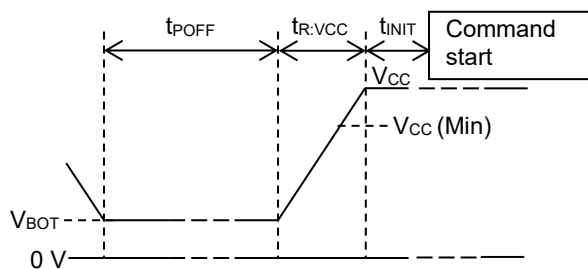 tPOFF
tR:VCC
tINIT
Command
start
VCC
VCC (Min)
VBOT
0 V